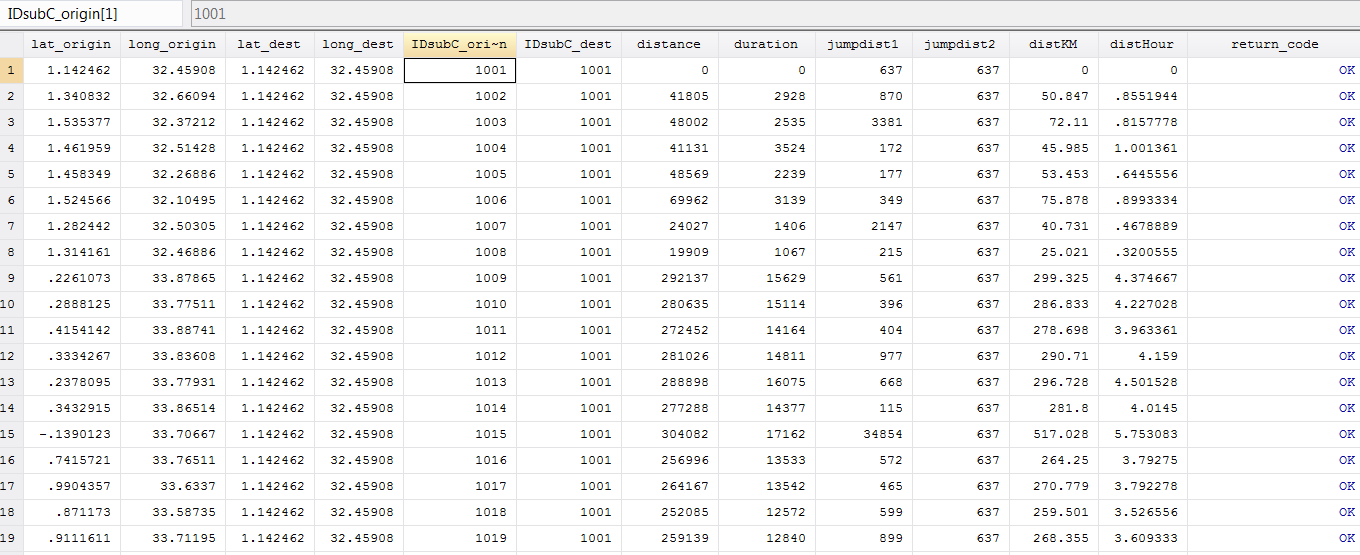 IDsubC_origin[1] 1001
lat_origin long_origin lat_dest long_dest IDsubC_ori~n IDsubC_dest distance duration jumpdist1 jumpdist2 distKM distHour return_code
1 1.142462 32.45908 1.142462 32.45908 1001 1001 0 0 637 637 0 0 OK
2 1.340832 32.66094 1.142462 32.45908 1002 1001 41805 2928 870 637 50.847 .8551944 OK
3 1.535377 32.37212 1.142462 32.45908 1003 1001 48002 2535 3381 637 72.11 .8157778 OK
4 1.461959 32.51428 1.142462 32.45908 1004 1001 41131 3524 172 637 45.985 1.001361 OK
5 1.458349 32.26886 1.142462 32.45908 1005 1001 48569 2239 177 637 53.453 .6445556 OK
6 1.524566 32.10495 1.142462 32.45908 1006 1001 69962 3139 349 637 75.878 .8993334 OK
7 1.282442 32.50305 1.142462 32.45908 1007 1001 24027 1406 2147 637 40.731 .4678889 OK
8 1.314161 32.46886 1.142462 32.45908 1008 1001 19909 1067 215 637 25.021 .3200555 OK
9 .2261073 33.87865 1.142462 32.45908 1009 1001 292137 15629 561 637 299.325 4.374667 OK
10 .2888125 33.77511 1.142462 32.45908 1010 1001 280635 15114 396 637 286.833 4.227028 OK
11 .4154142 33.88741 1.142462 32.45908 1011 1001 272452 14164 404 637 278.698 3.963361 OK
12 .3334267 33.83608 1.142462 32.45908 1012 1001 281026 14811 977 637 290.71 4.159 OK
13 .2378095 33.77931 1.142462 32.45908 1013 1001 288898 16075 668 637 296.728 4.501528 OK
14 .3432915 33.86514 1.142462 32.45908 1014 1001 277288 14377 115 637 281.8 4.0145 OK
15 -.1390123 33.70667 1.142462 32.45908 1015 1001 304082 17162 34854 637 517.028 5.753083 OK
16 .7415721 33.76511 1.142462 32.45908 1016 1001 256996 13533 572 637 264.25 3.79275 OK
17 .9904357 33.6337 1.142462 32.45908 1017 1001 264167 13542 465 637 270.779 3.792278 OK
18 .871173 33.58735 1.142462 32.45908 1018 1001 252085 12572 599 637 259.501 3.526556 OK
19 .9111611 33.71195 1.142462 32.45908 1019 1001 259139 12840 899 637 268.355 3.609333 OK